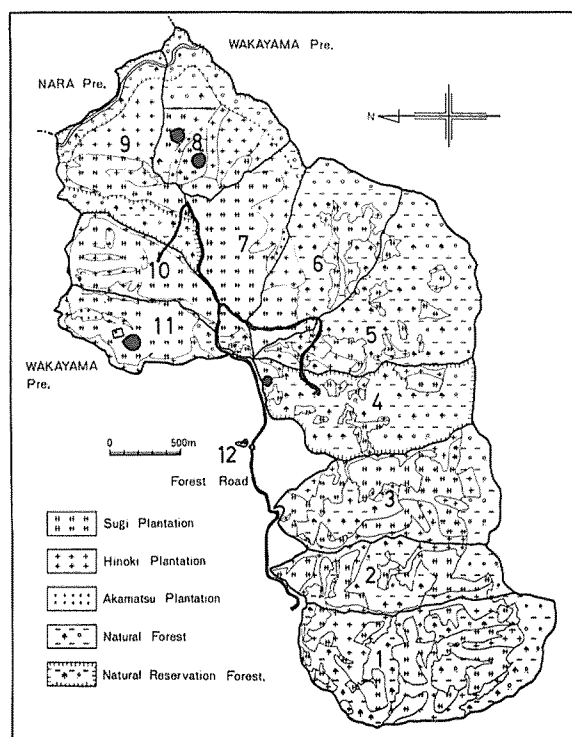 WAKAYAMA Pre.
NARA Pre.
N
9
8
7
6
10
5
11
WAKAYAMA
Pre.
4
0 500m
12
Forest Road
3
Sugi Plantation
Hinoki Plantation
2
Akamatsu Plantation
Natural Forest
1
Natural Reservation Forest.